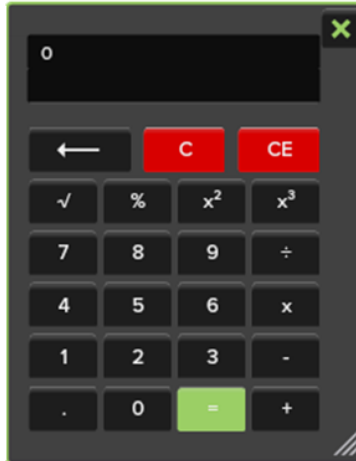 0
← C CE
√ % x² x³
7 8 9 ÷
4 5 6 x
1 2 3 -
. 0 = +